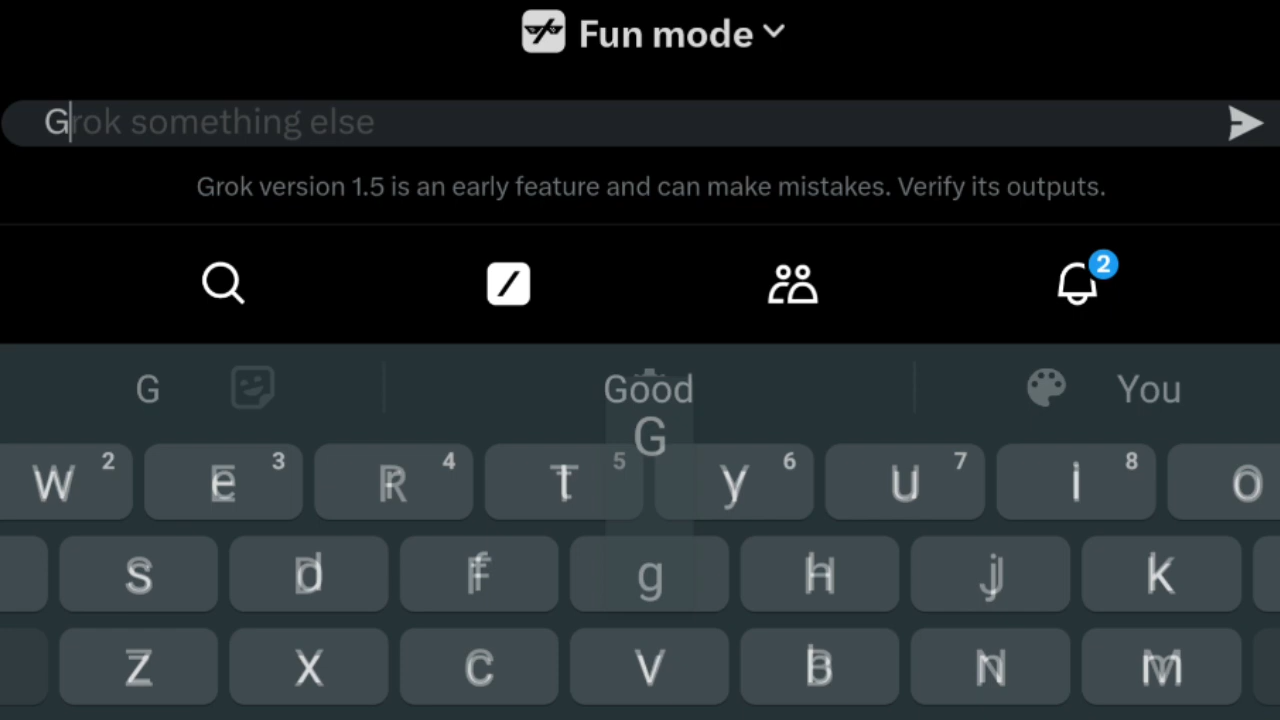 Fun mode
Grok something else
Grok version 1.5 is an early feature and can make mistakes. Verify its outputs.
2
G Good You
G
W 2 e 3 r 4 t 5 y 6 u 7 i 8 o
s d f g h j k
z x c v b n m